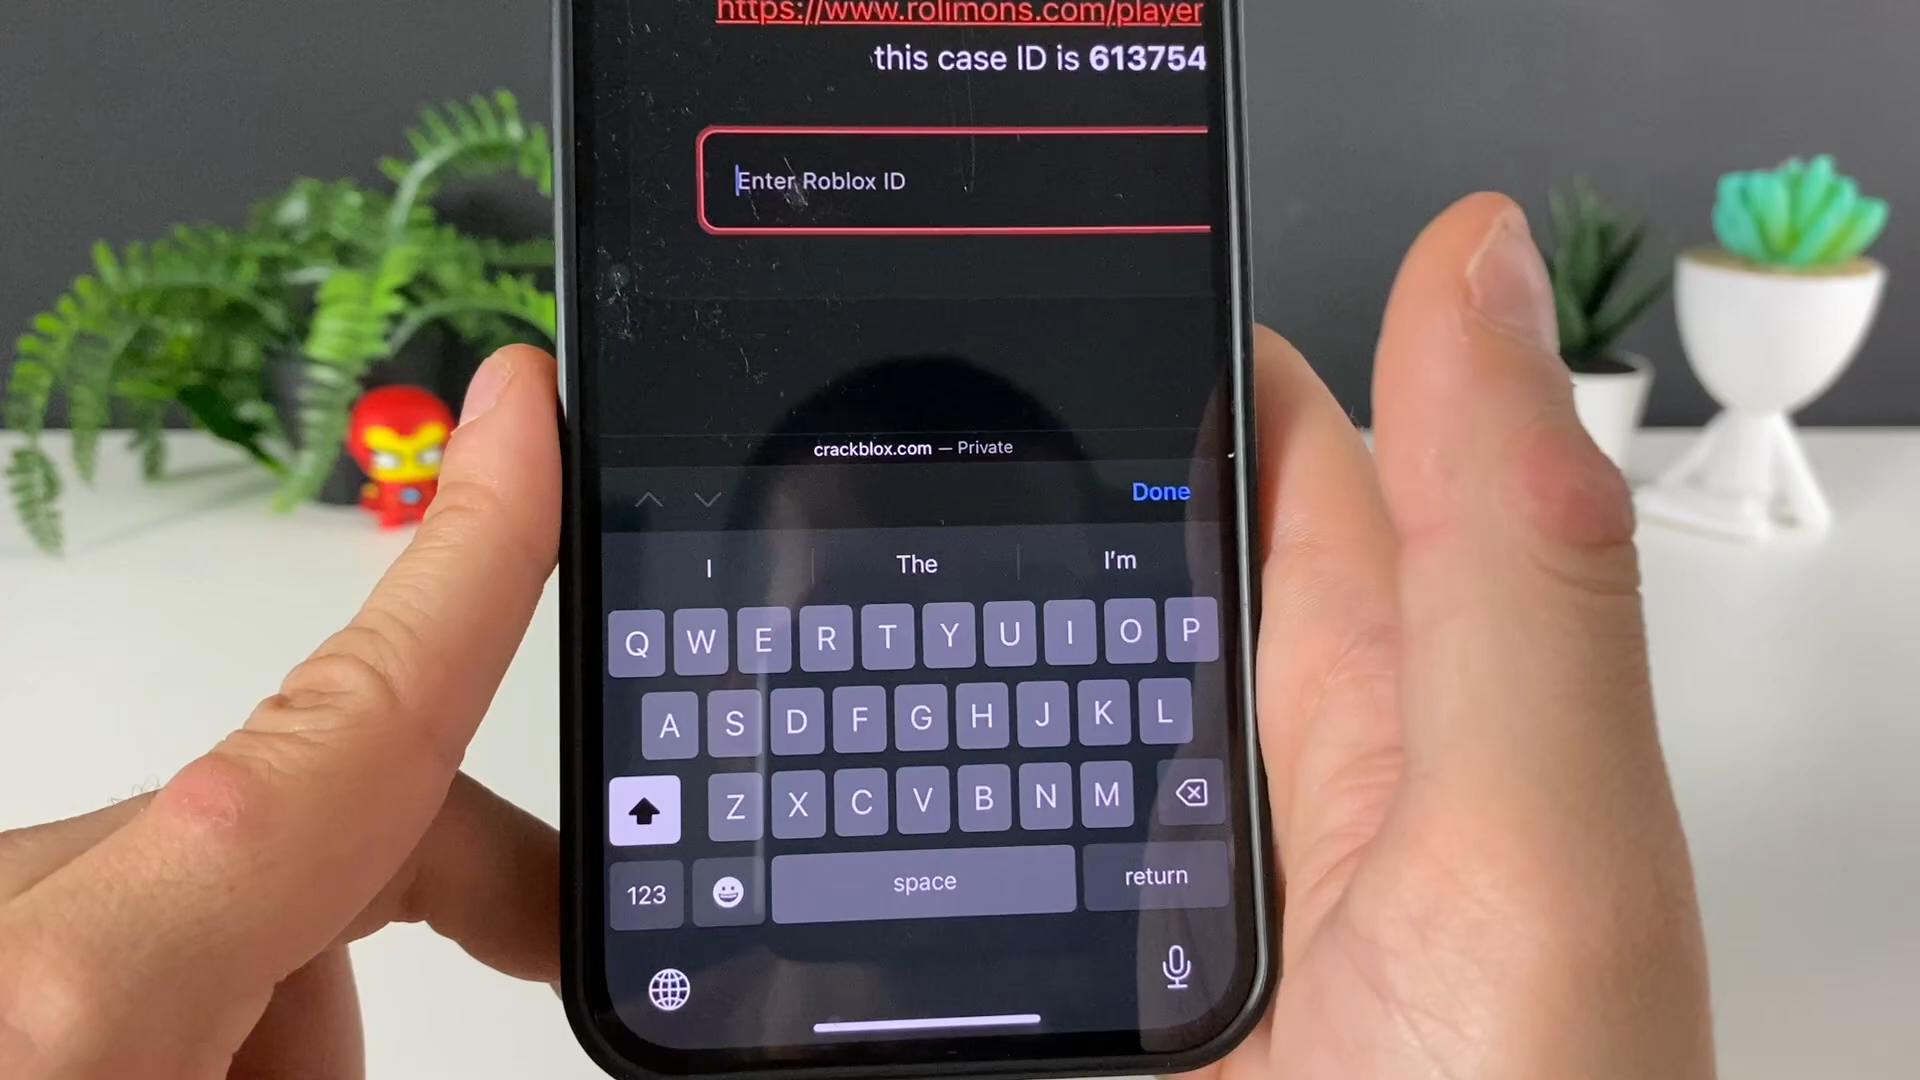 https://www.rolimons.com/player
this case ID is 613754
Enter Roblox ID
crackblox.com — Private
Done
I The I'm
Q W E R T Y U I O P
A S D F G H J K L
Z X C V B N M
123 space return